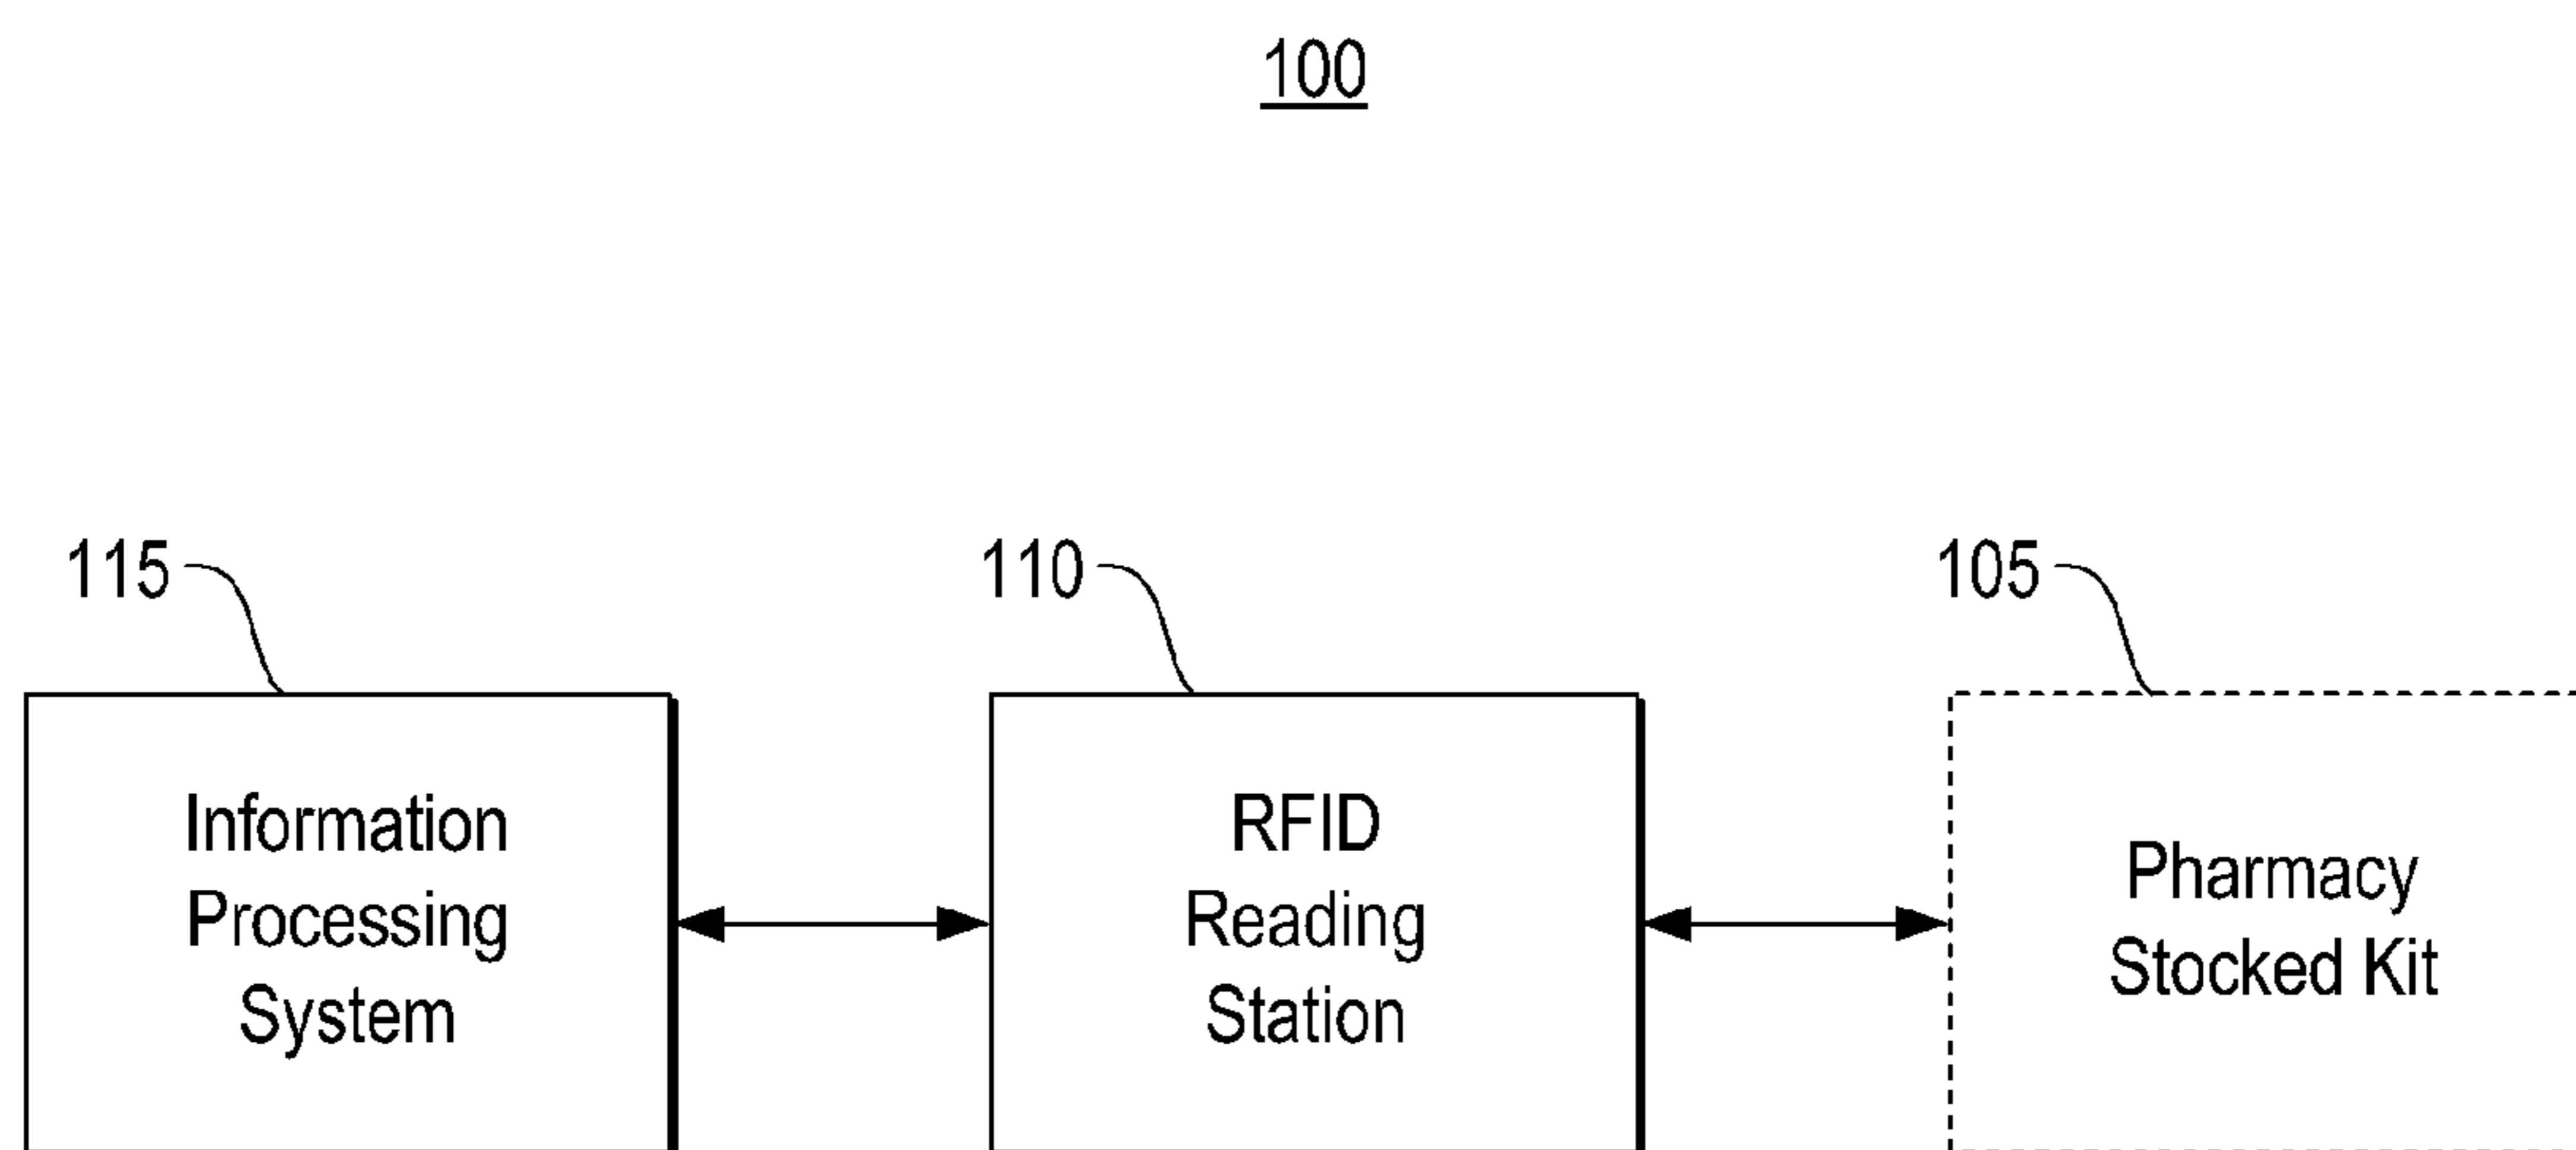 100
115
110
105
Information
Processing
System
RFID
Reading
Station
Pharmacy
Stocked Kit